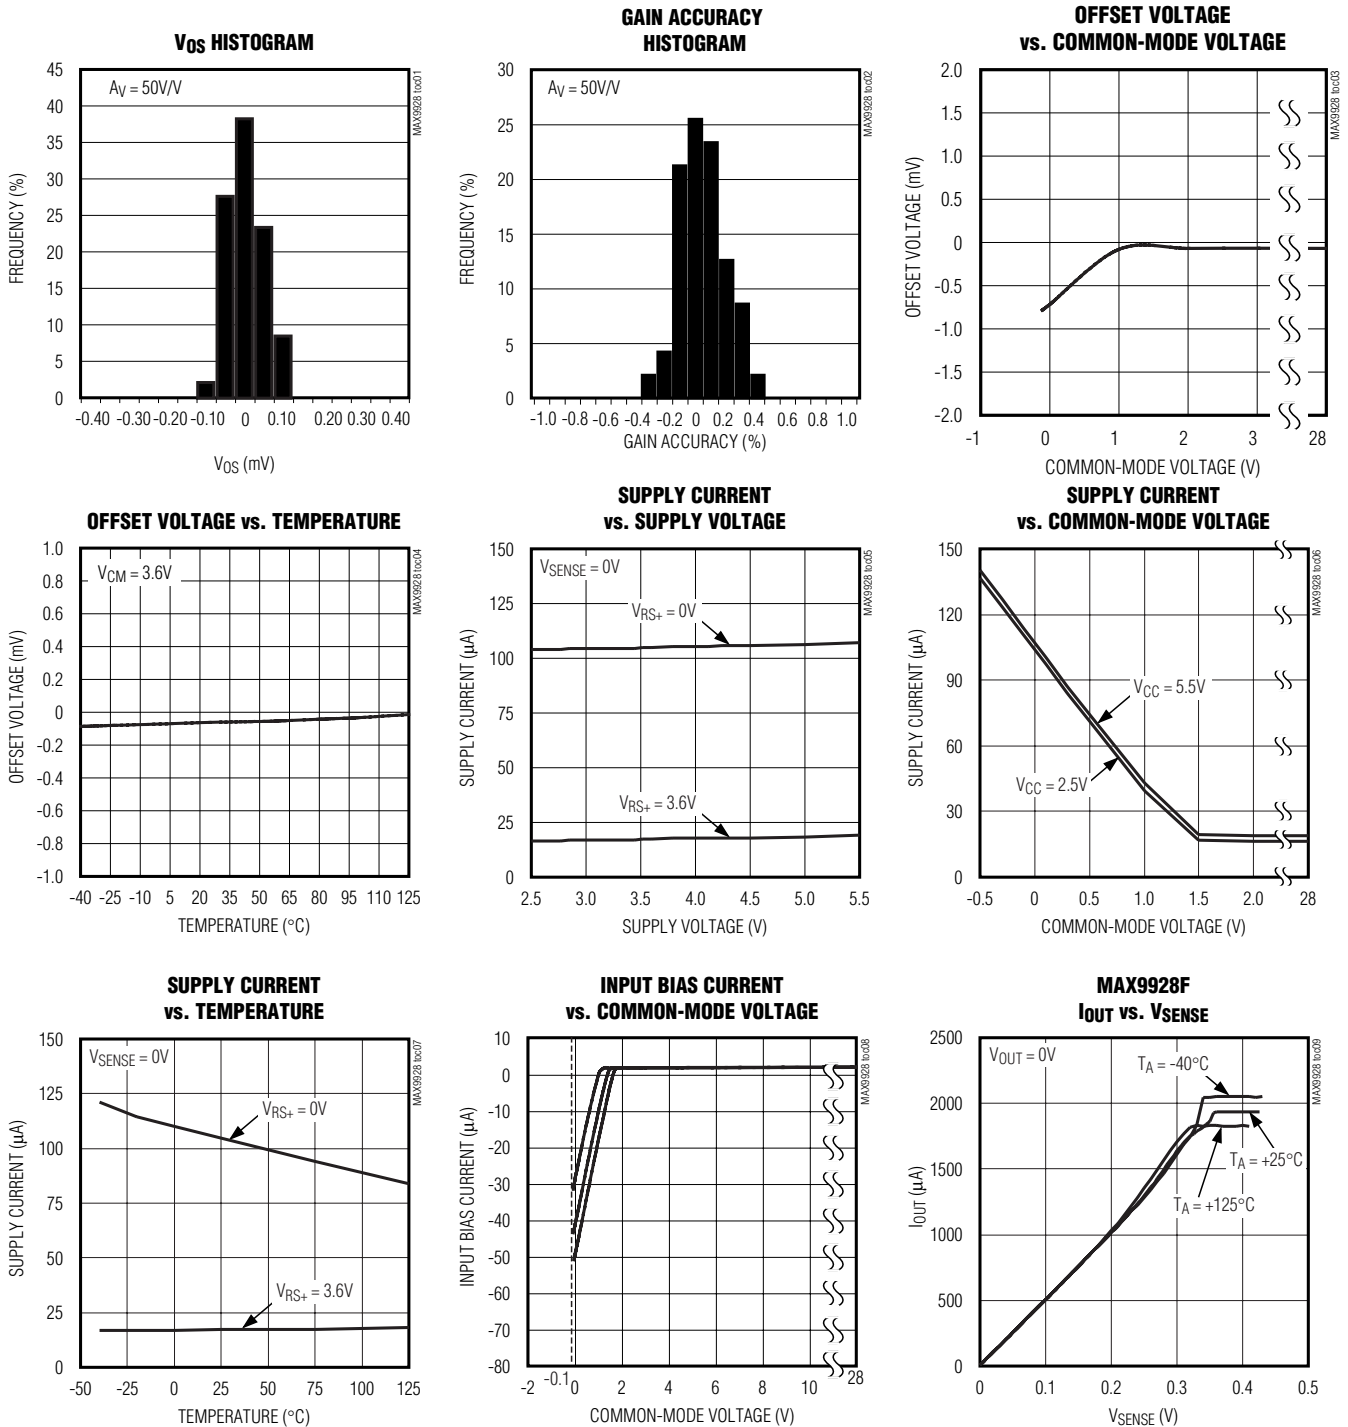 VOS HISTOGRAM
45
40
35
30
25
20
15
10
5
0
FREQUENCY (%)
AV = 50V/V
MAX9928 toc01
-0.40 -0.30 -0.20 -0.10 0 0.10 0.20 0.30 0.40
VOS (mV)
GAIN ACCURACY
HISTOGRAM
30
25
20
15
10
5
0
FREQUENCY (%)
AV = 50V/V
MAX9928 toc02
-1.0 -0.8 -0.6 -0.4 -0.2 0 0.2 0.4 0.6 0.8 1.0
GAIN ACCURACY (%)
OFFSET VOLTAGE
vs. COMMON-MODE VOLTAGE
2.0
1.5
1.0
0.5
0
-0.5
-1.0
-1.5
-2.0
OFFSET VOLTAGE (mV)
MAX9928 toc03
-1 0 1 2 3 28
COMMON-MODE VOLTAGE (V)
OFFSET VOLTAGE vs. TEMPERATURE
1.0
0.8
0.6
0.4
0.2
0
-0.2
-0.4
-0.6
-0.8
-1.0
OFFSET VOLTAGE (mV)
VCM = 3.6V
MAX9928 toc04
-40 -25 -10 5 20 35 50 65 80 95 110 125
TEMPERATURE (°C)
SUPPLY CURRENT
vs. SUPPLY VOLTAGE
150
125
100
75
50
25
0
SUPPLY CURRENT (μA)
VSENSE = 0V
VRS+ = 0V
VRS+ = 3.6V
MAX9928 toc05
2.5 3.0 3.5 4.0 4.5 5.0 5.5
SUPPLY VOLTAGE (V)
SUPPLY CURRENT
vs. COMMON-MODE VOLTAGE
150
120
90
60
30
0
SUPPLY CURRENT (μA)
VCC = 5.5V
VCC = 2.5V
MAX9928 toc06
-0.5 0 0.5 1.0 1.5 2.0 28
COMMON-MODE VOLTAGE (V)
SUPPLY CURRENT
vs. TEMPERATURE
150
125
100
75
50
25
0
SUPPLY CURRENT (μA)
VSENSE = 0V
VRS+ = 0V
VRS+ = 3.6V
MAX9928 toc07
-50 -25 0 25 50 75 100 125
TEMPERATURE (°C)
INPUT BIAS CURRENT
vs. COMMON-MODE VOLTAGE
10
0
-10
-20
-30
-40
-50
-60
-70
-80
INPUT BIAS CURRENT (μA)
MAX9928 toc08
-2 -0.1 0 2 4 6 8 10 28
COMMON-MODE VOLTAGE (V)
MAX9928F
IOUT vs. VSENSE
2500
2000
1500
1000
500
0
IOUT (μA)
VOUT = 0V
TA = -40°C
TA = +25°C
TA = +125°C
MAX9928 toc09
0 0.1 0.2 0.3 0.4 0.5
VSENSE (V)